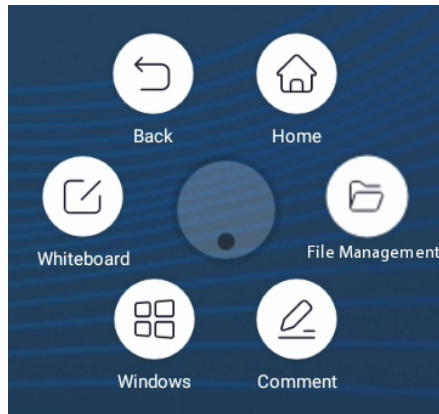 Back
Home
Whiteboard
File Management
Windows
Comment